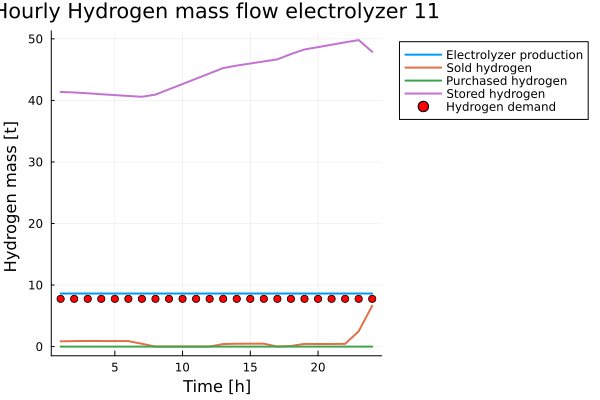 Hourly Hydrogen mass flow electrolyzer 11
Electrolyzer production
Sold hydrogen
Purchased hydrogen
Stored hydrogen
Hydrogen demand
Hydrogen mass [t]
50
40
30
20
10
0
5
10
15
20
Time [h]